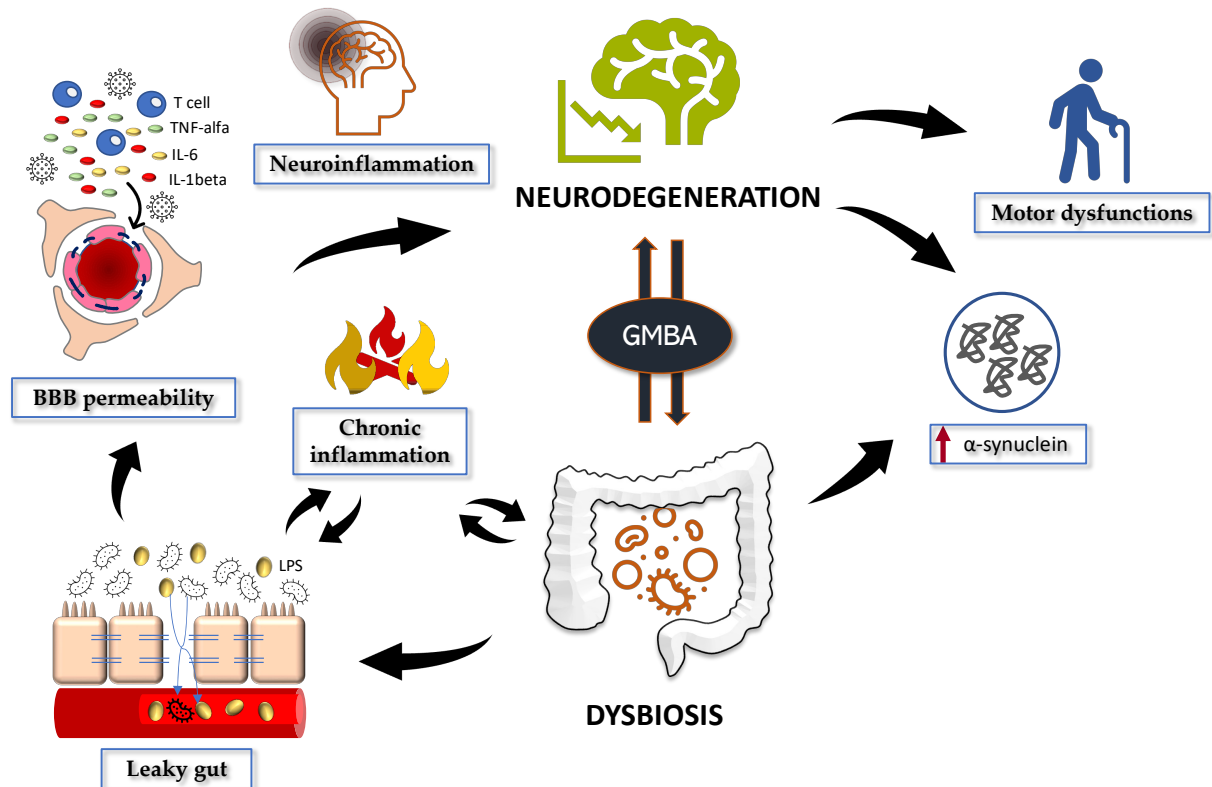 T cell
TNF-alfa
IL-6
IL-1beta
Neuroinflammation
NEURODEGENERATION
Motor dysfunctions
GMBA
BBB permeability
Chronic
inflammation
α-synuclein
LPS
DYSBIOSIS
Leaky gut